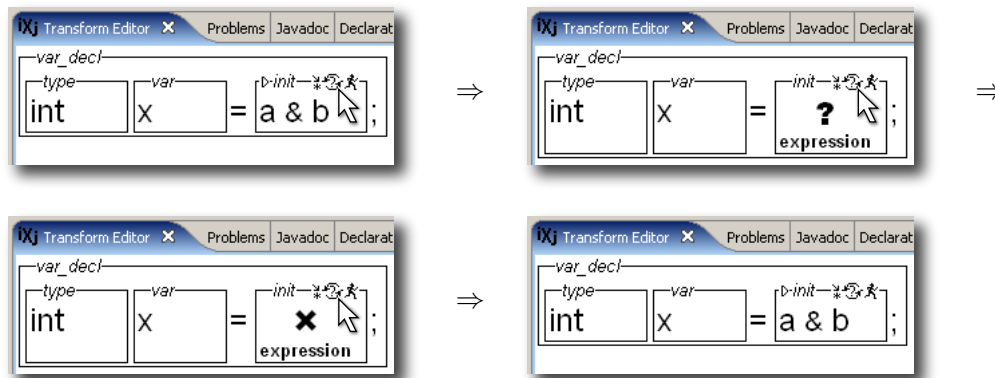 iXj Transform Editor Problems Javadoc Declarat
var_decl
type var init
int x = a & b ;
⇒
iXj Transform Editor Problems Javadoc Declarat
var_decl
type var init
int x = ? ;
expression
⇒
iXj Transform Editor Problems Javadoc Declarat
var_decl
type var init
int x = ✖ ;
expression
⇒
iXj Transform Editor Problems Javadoc Declarat
var_decl
type var init
int x = a & b ;